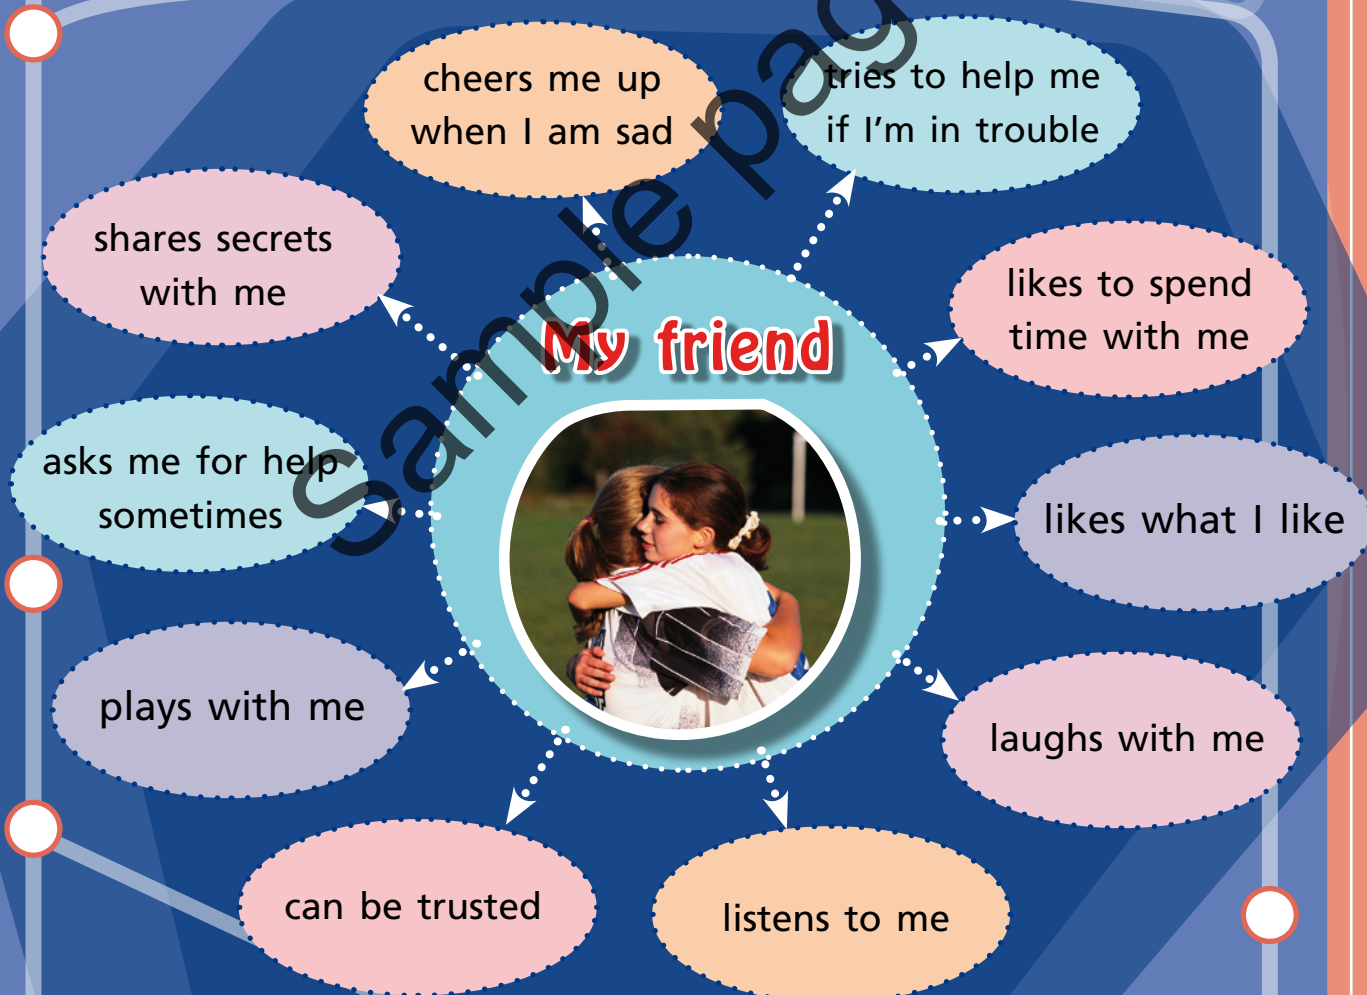 cheers me up
when I am sad
tries to help me
if I'm in trouble
shares secrets
with me
likes to spend
time with me
My friend
asks me for help
sometimes
likes what I like
plays with me
laughs with me
can be trusted
listens to me
Sample pag